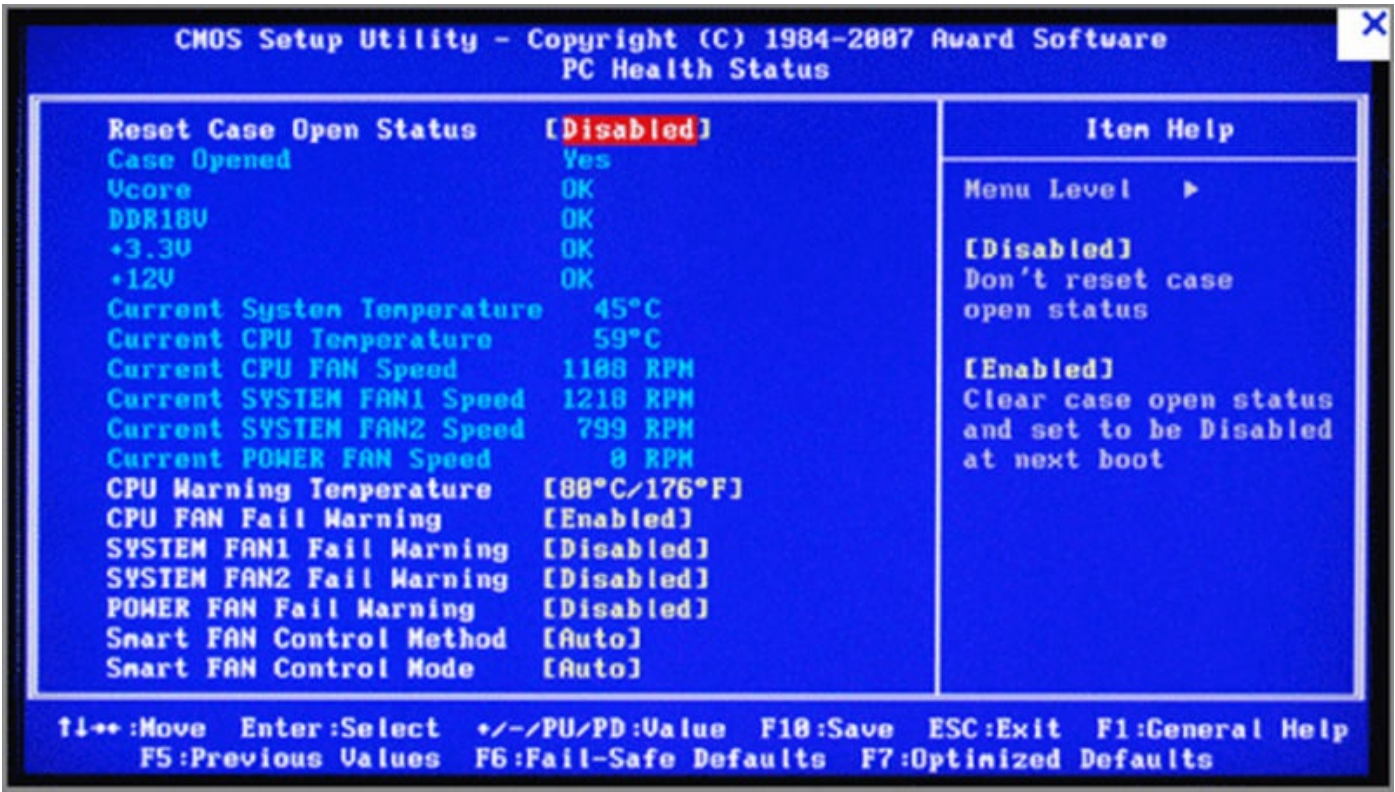 CMOS Setup Utility - Copyright (C) 1984-2007 Award Software
PC Health Status
Reset Case Open Status [Disabled]
Case Opened Yes
Vcore OK
DDR18V OK
+3.3V OK
+12V OK
Current System Temperature 45°C
Current CPU Temperature 59°C
Current CPU FAN Speed 1108 RPM
Current SYSTEM FAN1 Speed 1218 RPM
Current SYSTEM FAN2 Speed 799 RPM
Current POWER FAN Speed 0 RPM
CPU Warning Temperature [80°C/176°F]
CPU FAN Fail Warning [Enabled]
SYSTEM FAN1 Fail Warning [Disabled]
SYSTEM FAN2 Fail Warning [Disabled]
POWER FAN Fail Warning [Disabled]
Smart FAN Control Method [Auto]
Smart FAN Control Mode [Auto]
Item Help
Menu Level ▶
[Disabled]
Don't reset case
open status
[Enabled]
Clear case open status
and set to be Disabled
at next boot
↑↓→←:Move Enter:Select +/-/PU/PD:Value F10:Save ESC:Exit F1:General Help
F5:Previous Values F6:Fail-Safe Defaults F7:Optimized Defaults